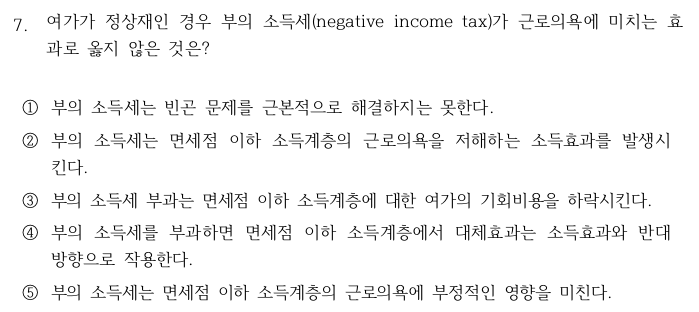 7. 여가가 정상재인 경우 부의 소득세(negative income tax)가 근로의욕에 미치는 효
과로 옳지 않은 것은?
① 부의 소득세는 빈곤 문제를 근본적으로 해결하지는 못한다.
② 부의 소득세는 면세점 이하 소득계층의 근로의욕을 저해하는 소득효과를 발생시
킨다.
③ 부의 소득세 부과는 면세점 이하 소득계층에 대한 여가의 기회비용을 하락시킨다.
④ 부의 소득세를 부과하면 면세점 이하 소득계층에서 대체효과는 소득효과와 반대
방향으로 작용한다.
⑤ 부의 소득세는 면세점 이하 소득계층의 근로의욕에 부정적인 영향을 미친다.